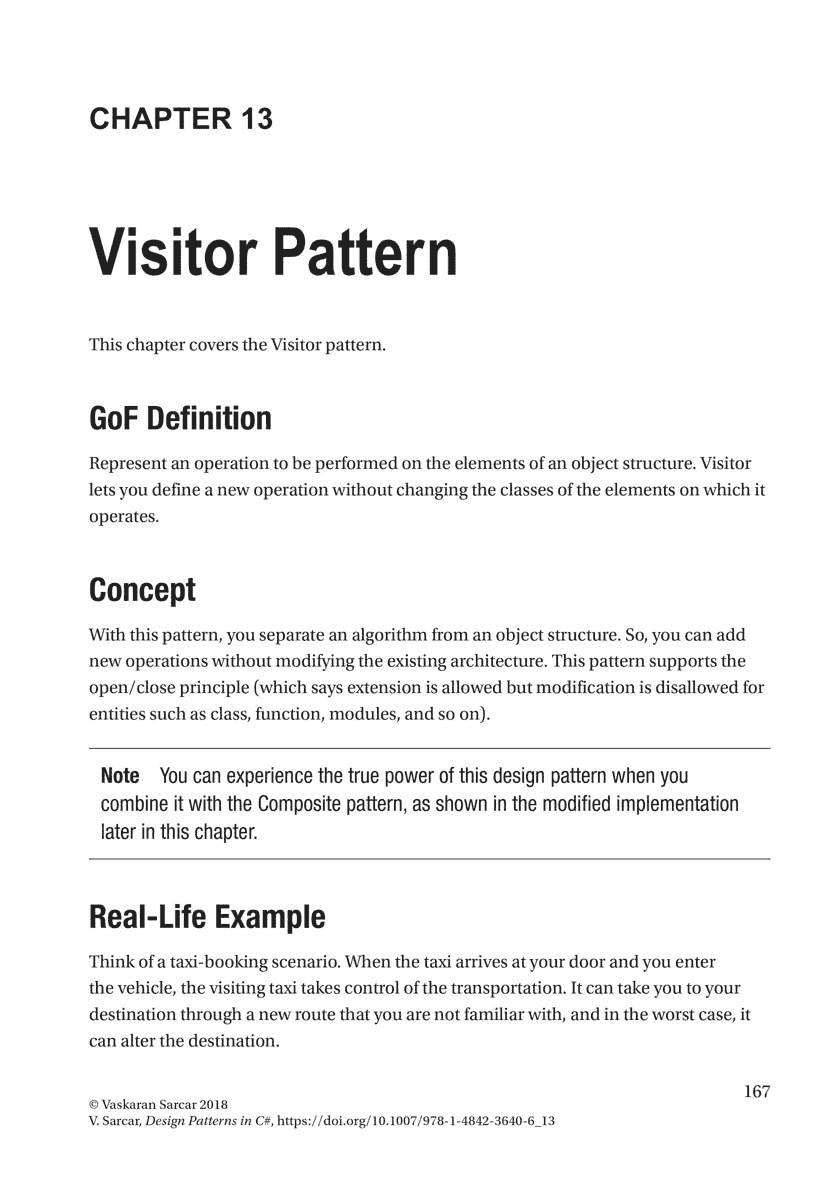 CHAPTER 13
Visitor Pattern
This chapter covers the Visitor pattern.
GoF Definition
Represent an operation to be performed on the elements of an object structure. Visitor
lets you define a new operation without changing the classes of the elements on which it
operates.
Concept
With this pattern, you separate an algorithm from an object structure. So, you can add
new operations without modifying the existing architecture. This pattern supports the
open/close principle (which says extension is allowed but modification is disallowed for
entities such as class, function, modules, and so on).
Note You can experience the true power of this design pattern when you
combine it with the Composite pattern, as shown in the modified implementation
later in this chapter.
Real-Life Example
Think of a taxi-booking scenario. When the taxi arrives at your door and you enter
the vehicle, the visiting taxi takes control of the transportation. It can take you to your
destination through a new route that you are not familiar with, and in the worst case, it
can alter the destination.
167
© Vaskaran Sarcar 2018
V. Sarcar, Design Patterns in C#, https://doi.org/10.1007/978-1-4842-3640-6_13